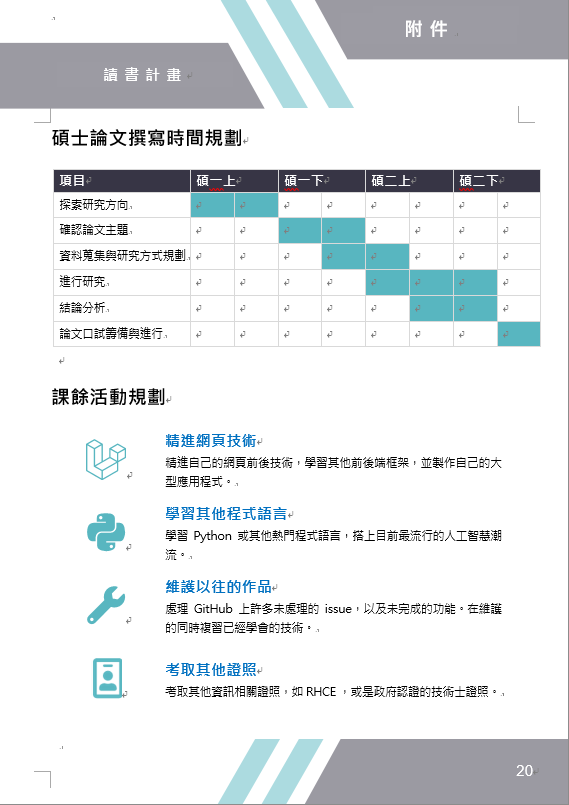 附件
讀書計畫
碩士論文撰寫時間規劃
項目 碩一上 碩一下 碩二上 碩二下
探索研究方向
確認論文主題
資料蒐集與研究方式規劃
進行研究
結論分析
論文口試籌備與進行
課餘活動規劃
精進網頁技術
精進自己的網頁前後技術，學習其他前後端框架，並製作自己的大
型應用程式。
學習其他程式語言
學習 Python 或其他熱門程式語言，搭上目前最流行的人工智慧潮
流。
維護以往的作品
處理 GitHub 上許多未處理的 issue，以及未完成的功能。在維護
的同時複習已經學會的技術。
考取其他證照
考取其他資訊相關證照，如 RHCE ，或是政府認證的技術士證照。
20